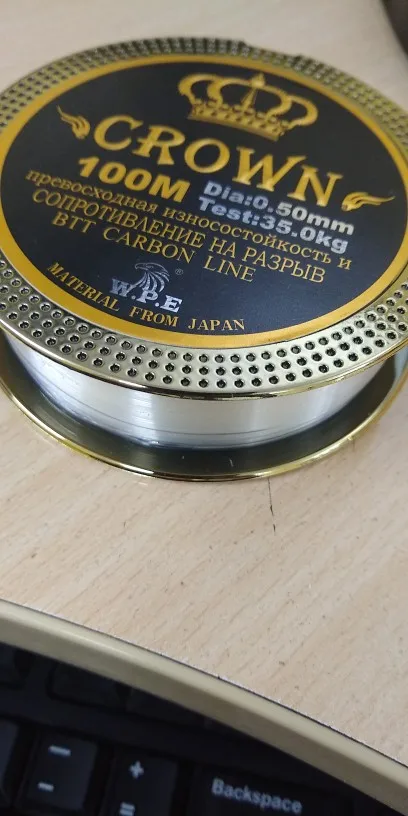 CROWN
100M
Dia:0.50mm
Test:35.0kg
превосходная износостойкость и
СОПРОТИВЛЕНИЕ НА РАЗРЫВ
BTT CARBON LINE
®
W.P.E
MATERIAL FROM JAPAN
−
-
+
=
Backspace